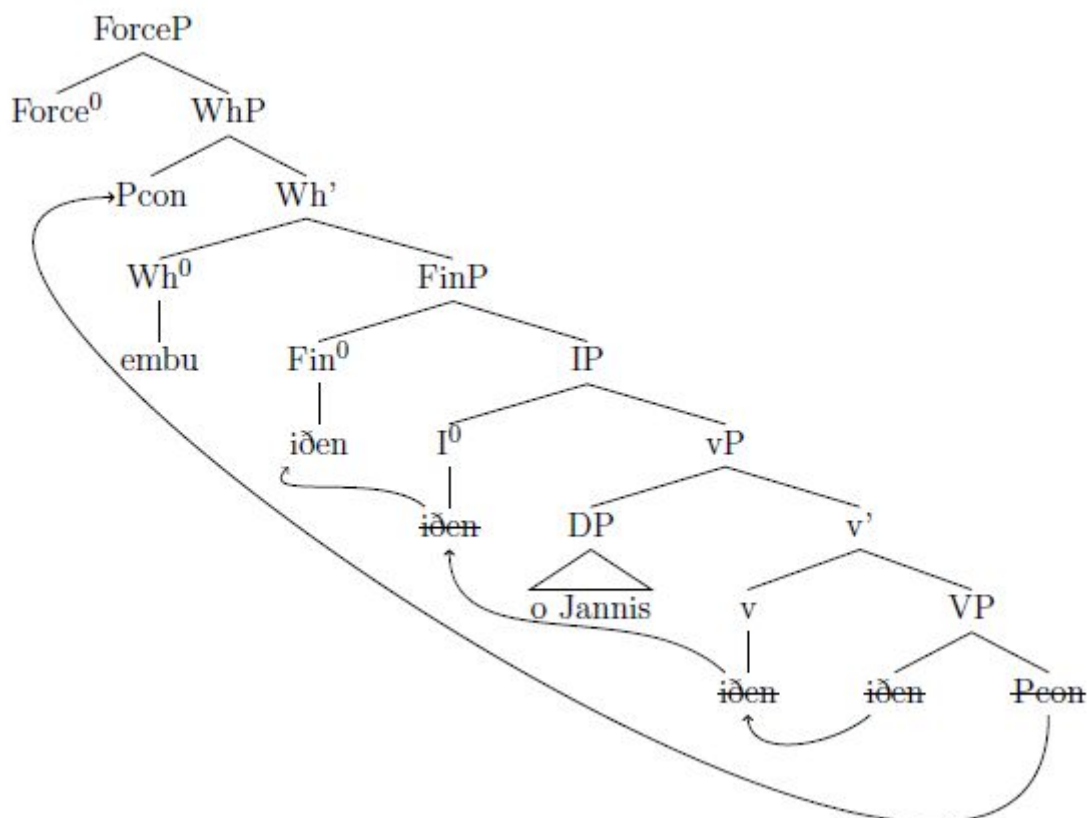 ForceP
Force⁰ WhP
Pcon Wh'
Wh⁰ FinP
embu Fin⁰ IP
iðen I⁰ vP
iðen DP v'
o Jannis v VP
iðen iðen Pcon